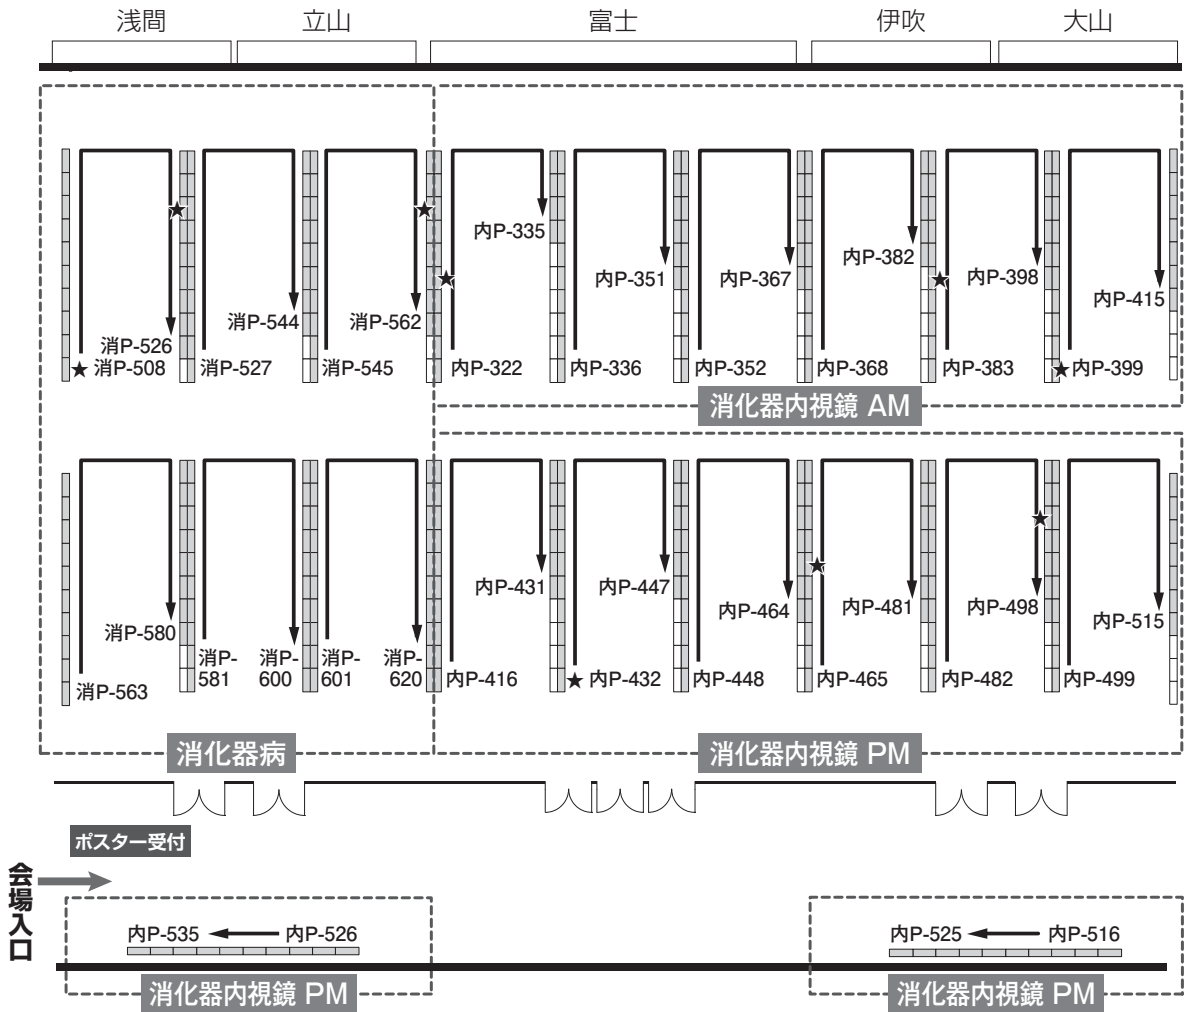 浅間
立山
富士
伊吹
大山
内P-335
内P-382
内P-351
内P-367
内P-398
内P-415
消P-526
消P-544
消P-562
★ 消P-508
消P-527
消P-545
内P-322
内P-336
内P-352
内P-368
内P-383
★内P-399
消化器内視鏡 AM
内P-431
内P-447
内P-464
内P-481
内P-498
内P-515
消P-580
消P-563
消P-
581
消P-
600
消P-
601
消P-
620
内P-416
★ 内P-432
内P-448
内P-465
内P-482
内P-499
消化器病
消化器内視鏡 PM
ポスター受付
会場入口
内P-535
内P-526
内P-525
内P-516
消化器内視鏡 PM
消化器内視鏡 PM